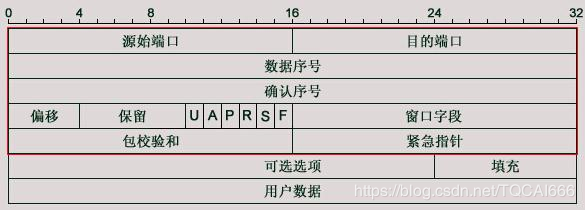 0 4 8 16 24 32
源始端口 目的端口
数据序号
确认序号
偏移 保留 U A P R S F 窗口字段
包校验和 紧急指针
可选选项 填充
用户数据
https://blog.csdn.net/TQCAI666